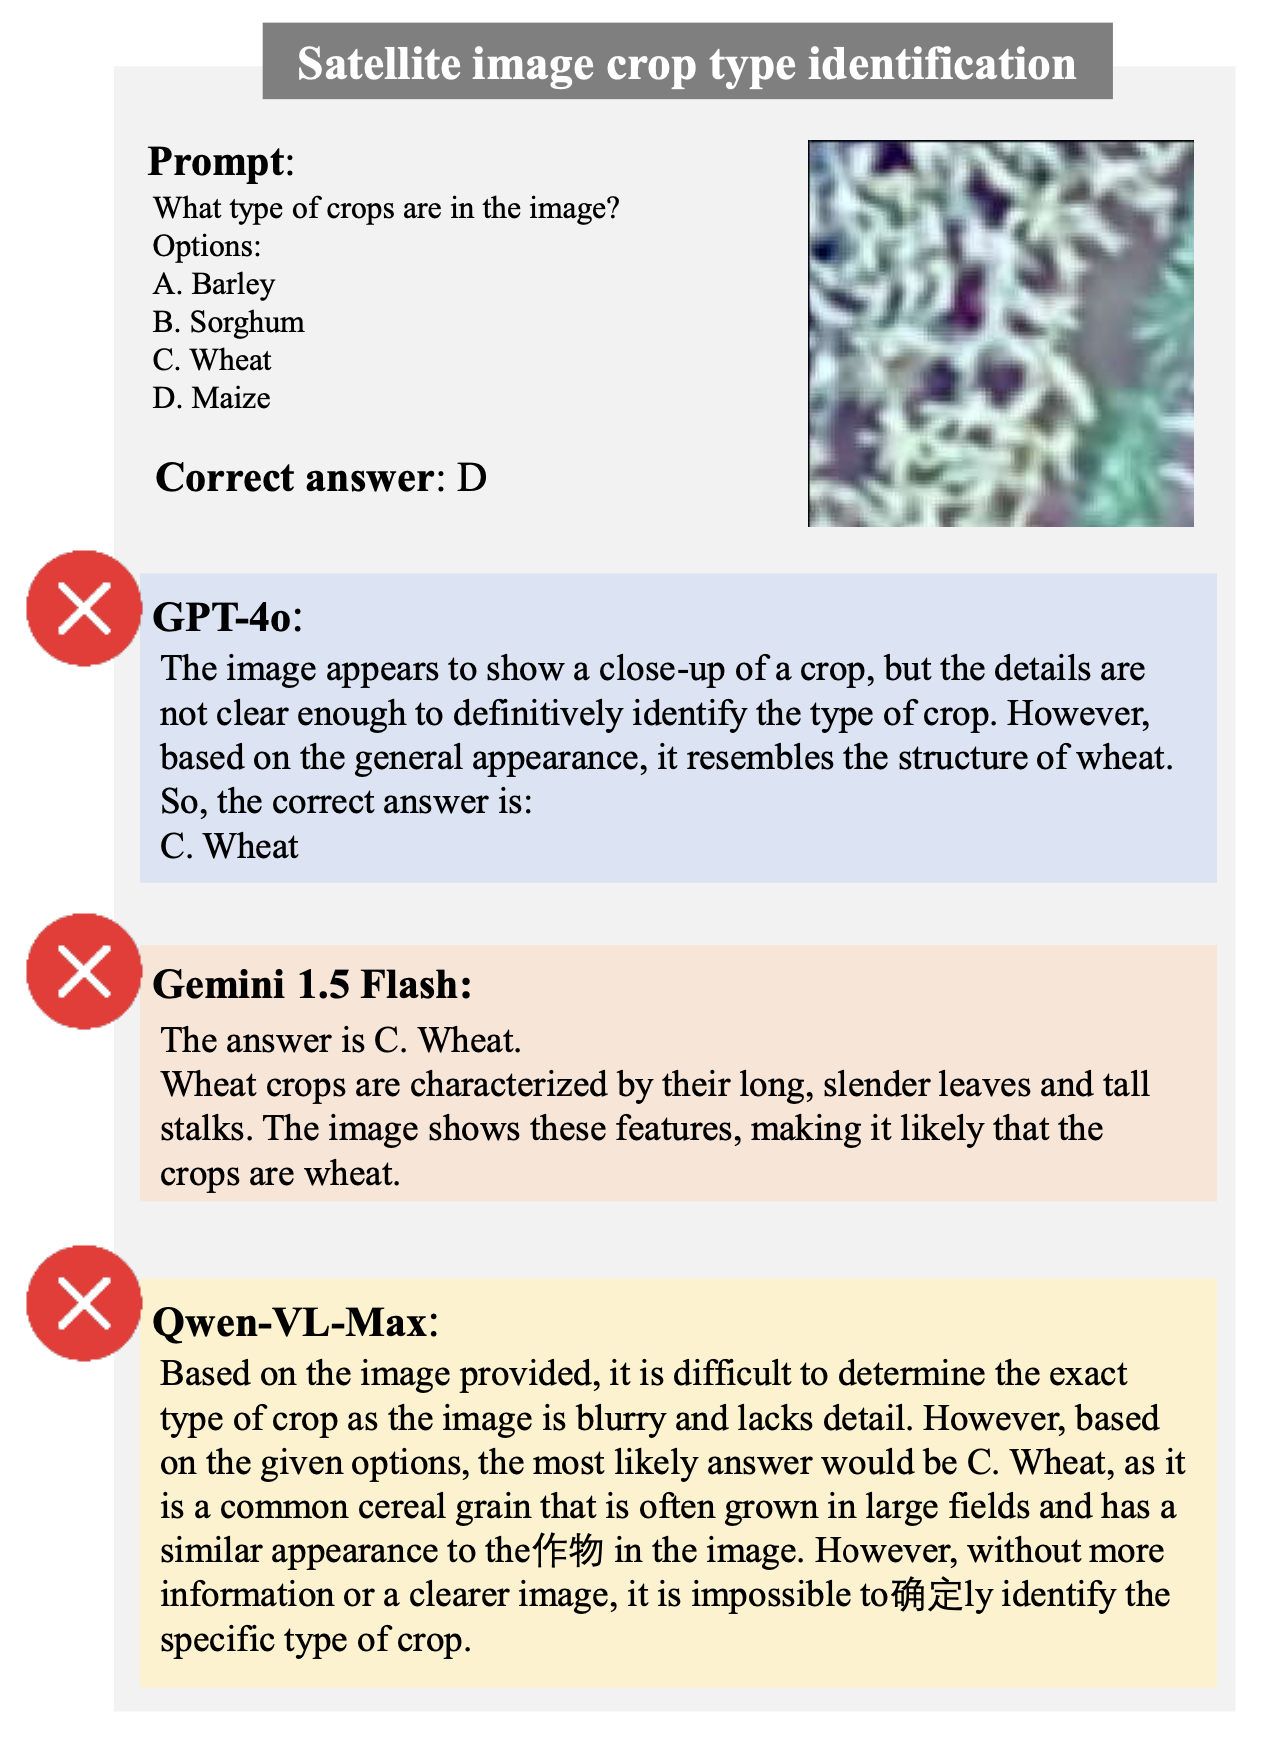 Satellite image crop type identification
Prompt:
What type of crops are in the image?
Options:
A. Barley
B. Sorghum
C. Wheat
D. Maize
Correct answer: D
GPT-4o:
The image appears to show a close-up of a crop, but the details are
not clear enough to definitively identify the type of crop. However,
based on the general appearance, it resembles the structure of wheat.
So, the correct answer is:
C. Wheat
Gemini 1.5 Flash:
The answer is C. Wheat.
Wheat crops are characterized by their long, slender leaves and tall
stalks. The image shows these features, making it likely that the
crops are wheat.
Qwen-VL-Max:
Based on the image provided, it is difficult to determine the exact
type of crop as the image is blurry and lacks detail. However, based
on the given options, the most likely answer would be C. Wheat, as it
is a common cereal grain that is often grown in large fields and has a
similar appearance to the作物 in the image. However, without more
information or a clearer image, it is impossible to确定ly identify the
specific type of crop.